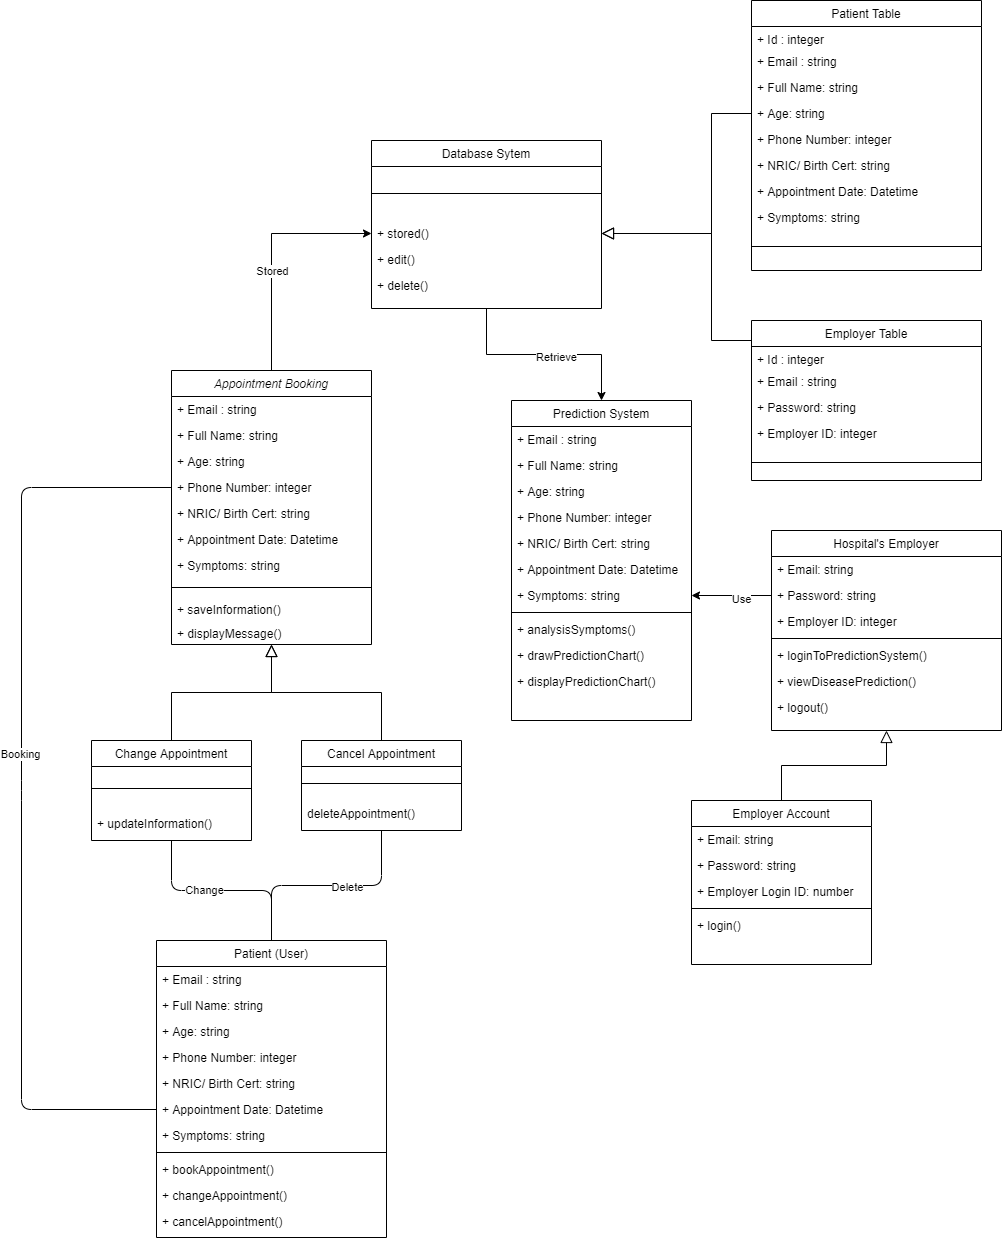 Patient Table
+ Id : integer
+ Email : string
+ Full Name: string
+ Age: string
+ Phone Number: integer
+ NRIC/ Birth Cert: string
+ Appointment Date: Datetime
+ Symptoms: string
Database Sytem
+ stored()
+ edit()
+ delete()
Stored
Employer Table
+ Id : integer
+ Email : string
+ Password: string
+ Employer ID: integer
Retrieve
Appointment Booking
+ Email : string
+ Full Name: string
+ Age: string
+ Phone Number: integer
+ NRIC/ Birth Cert: string
+ Appointment Date: Datetime
+ Symptoms: string
+ saveInformation()
+ displayMessage()
Prediction System
+ Email : string
+ Full Name: string
+ Age: string
+ Phone Number: integer
+ NRIC/ Birth Cert: string
+ Appointment Date: Datetime
+ Symptoms: string
+ analysisSymptoms()
+ drawPredictionChart()
+ displayPredictionChart()
Use
Hospital's Employer
+ Email: string
+ Password: string
+ Employer ID: integer
+ loginToPredictionSystem()
+ viewDiseasePrediction()
+ logout()
Booking
Change Appointment
+ updateInformation()
Cancel Appointment
deleteAppointment()
Employer Account
+ Email: string
+ Password: string
+ Employer Login ID: number
+ login()
Change
Delete
Patient (User)
+ Email : string
+ Full Name: string
+ Age: string
+ Phone Number: integer
+ NRIC/ Birth Cert: string
+ Appointment Date: Datetime
+ Symptoms: string
+ bookAppointment()
+ changeAppointment()
+ cancelAppointment()